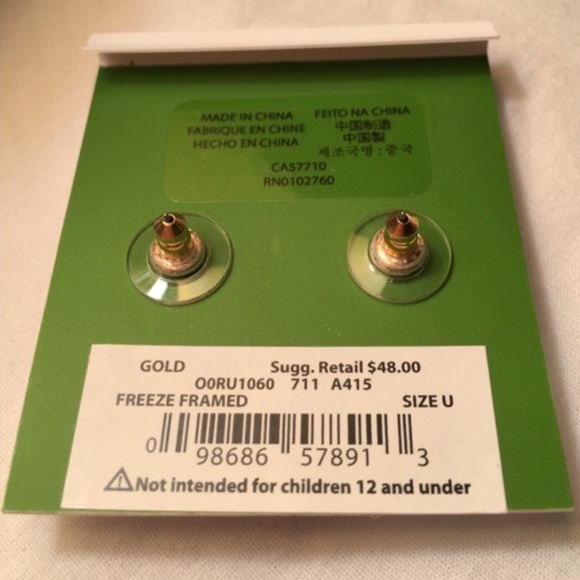 MADE IN CHINA
FABRIQUE EN CHINE
HECHO EN CHINA
FEITO NA CHINA
中国制造
中國製
제조국명 : 중국
CA57710
RN0102760
GOLD Sugg. Retail $48.00
O0RU1060 711 A415
FREEZE FRAMED SIZE U
0 98686 57891 3
Not intended for children 12 and under